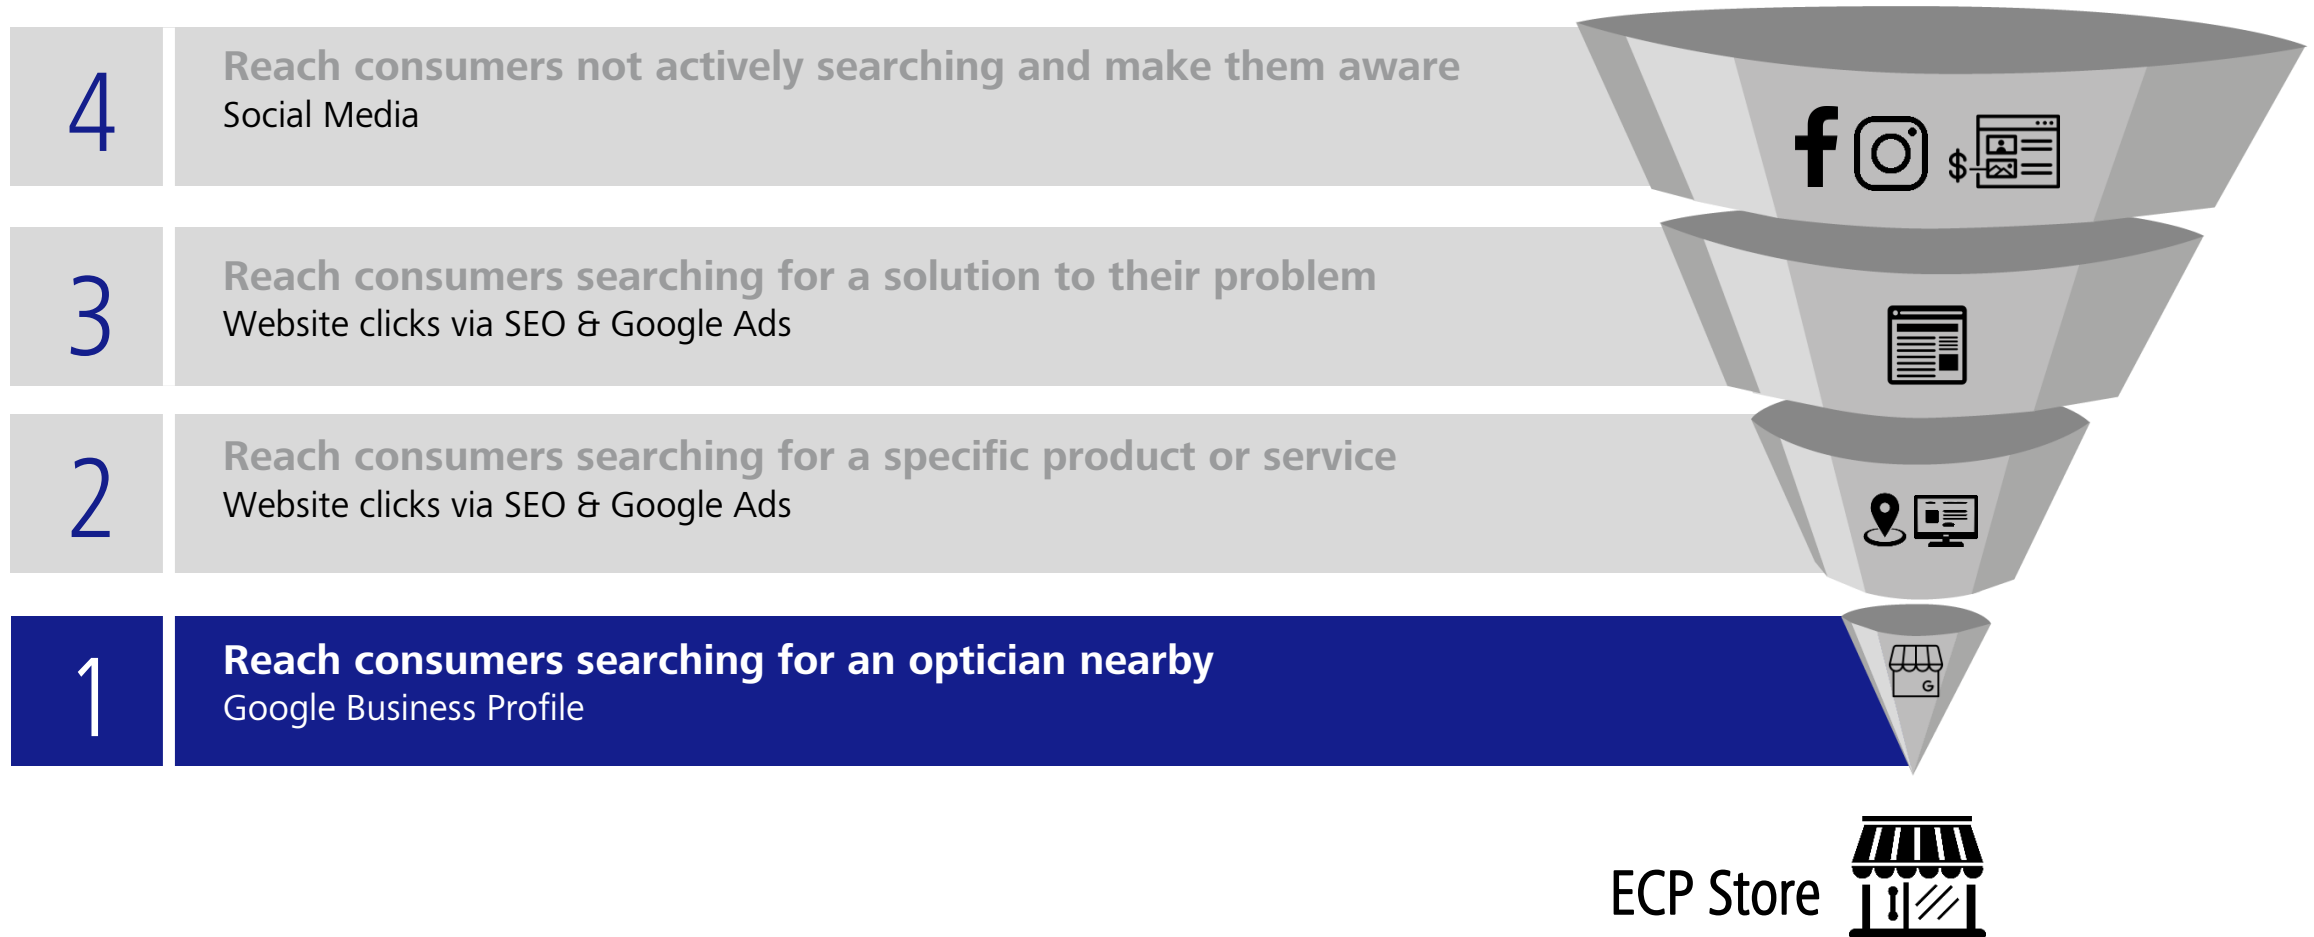 4
Reach consumers not actively searching and make them aware
Social Media
f
$
3
Reach consumers searching for a solution to their problem
Website clicks via SEO & Google Ads
2
Reach consumers searching for a specific product or service
Website clicks via SEO & Google Ads
1
Reach consumers searching for an optician nearby
Google Business Profile
G
ECP Store